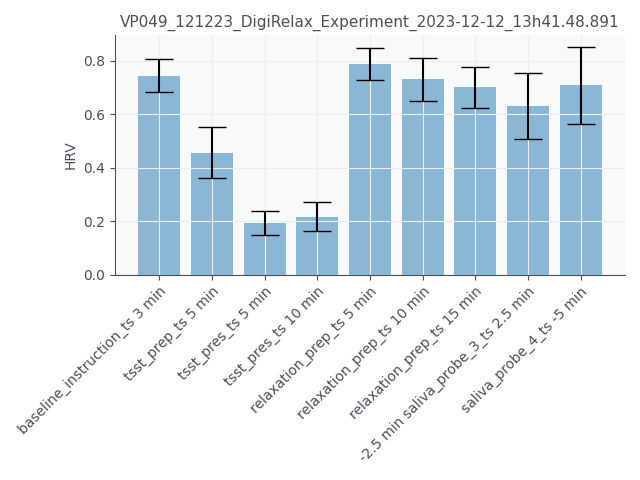 VP049_121223_DigiRelax_Experiment_2023-12-12_13h41.48.891
HRV
0.8
0.6
0.4
0.2
0.0
baseline_instruction_ts 3 min
tsst_prep_ts 5 min
tsst_pres_ts 5 min
tsst_pres_ts 10 min
relaxation_prep_ts 5 min
relaxation_prep_ts 10 min
relaxation_prep_ts 15 min
-2.5 min saliva_probe_3_ts 2.5 min
saliva_probe_4_ts -5 min